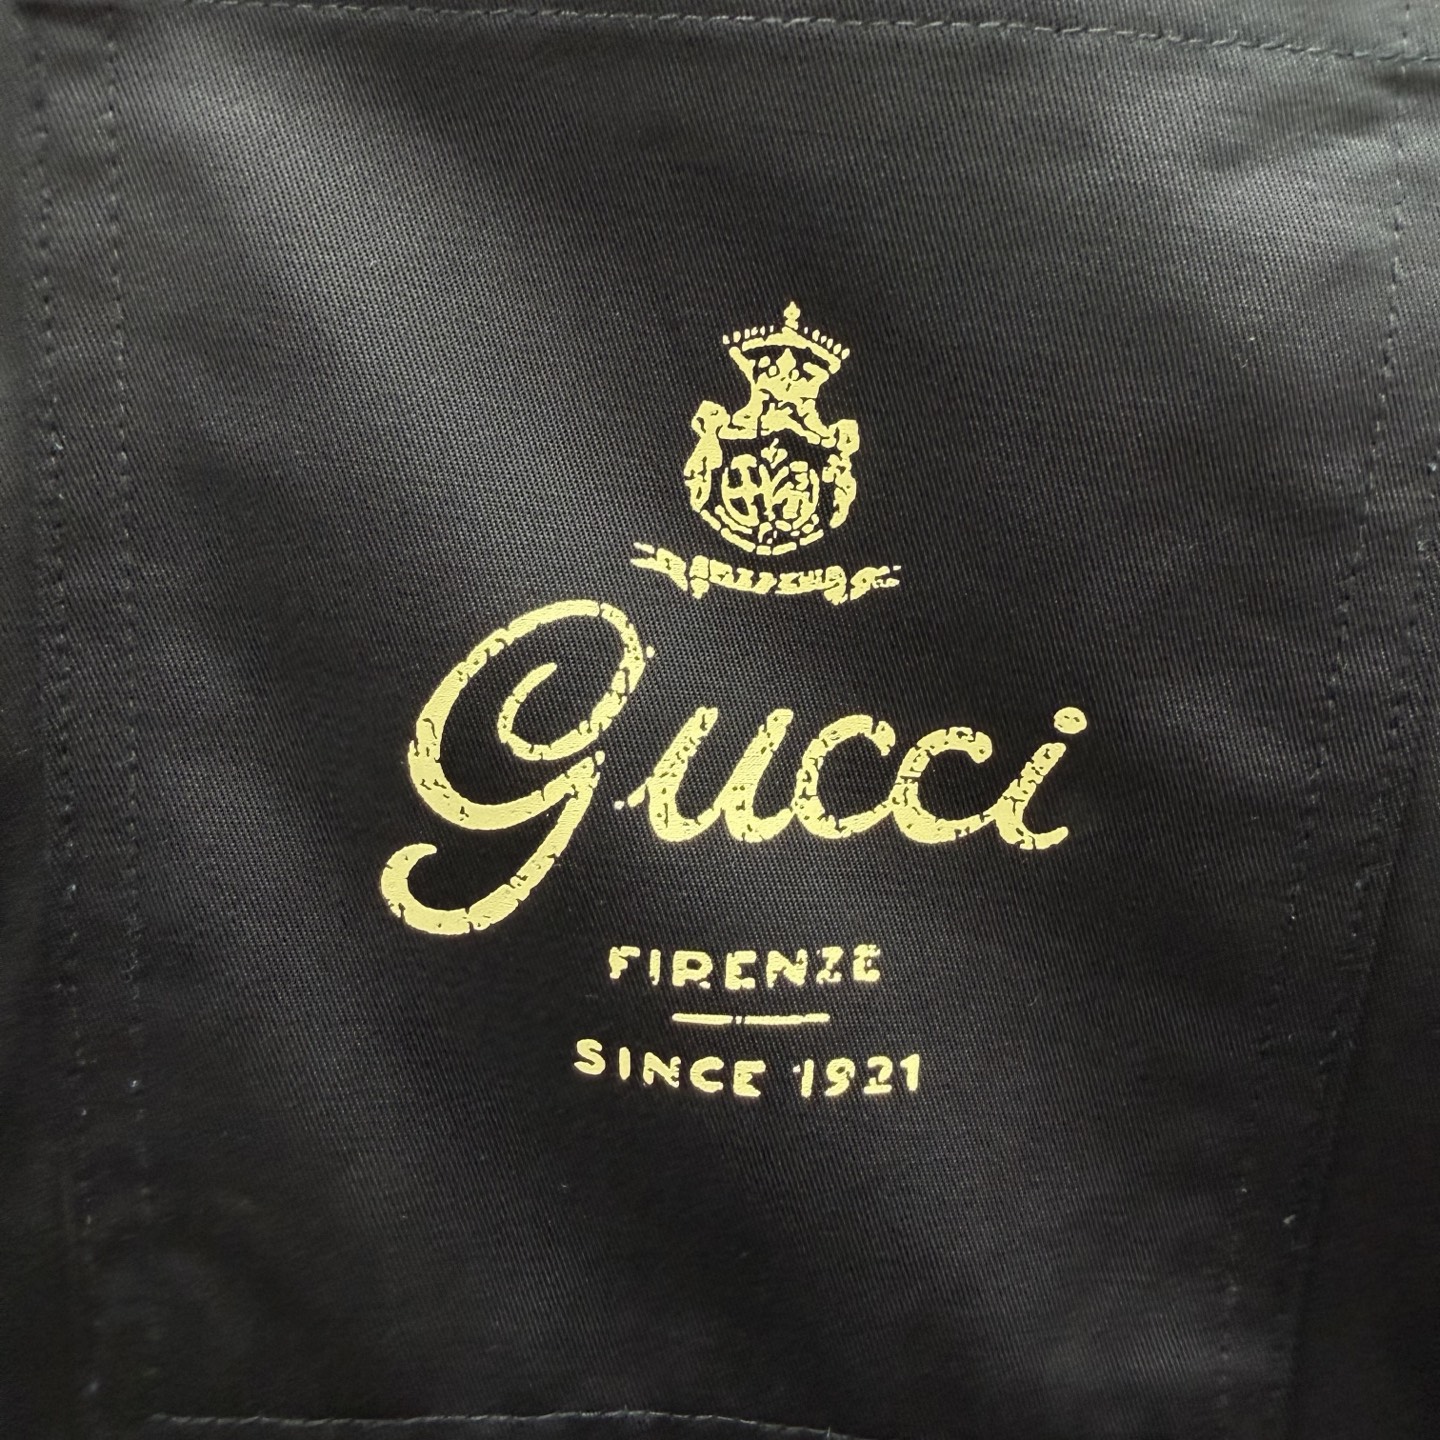 Gucci
FIRENZE
SINCE 1921